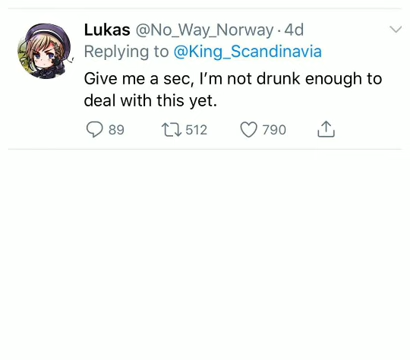 Lukas @No_Way_Norway · 4d
Replying to @King_Scandinavia
Give me a sec, I’m not drunk enough to
deal with this yet.
89 512 790